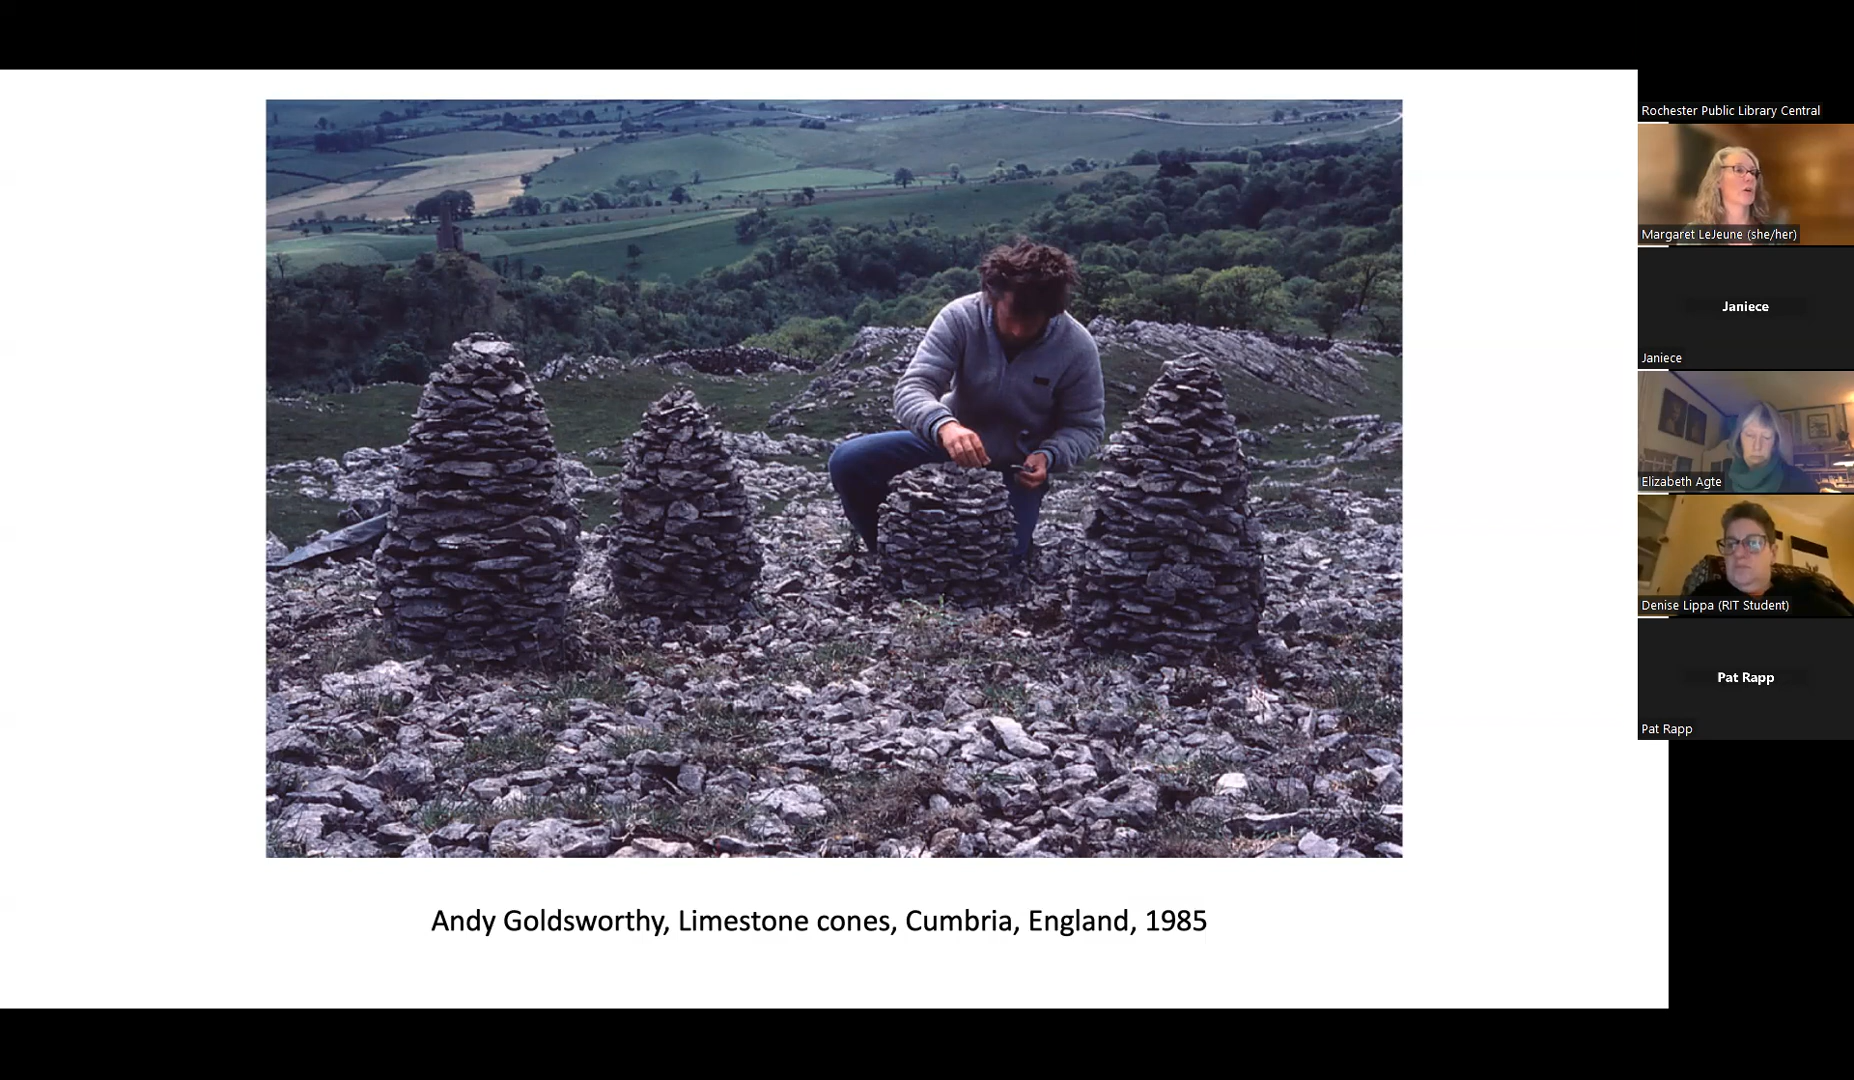 Rochester Public Library Central
Margaret LeJeune (she/her)
Janiece
Janiece
Elizabeth Agte
Denise Lippa (RIT Student)
Pat Rapp
Pat Rapp
Andy Goldsworthy, Limestone cones, Cumbria, England, 1985